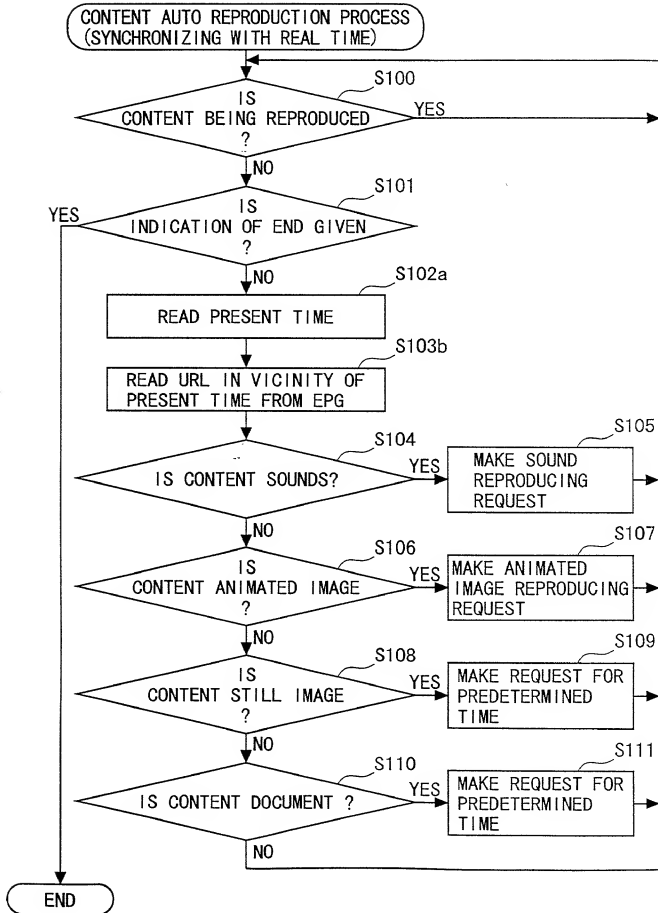 CONTENT AUTO REPRODUCTION PROCESS
(SYNCHRONIZING WITH REAL TIME)
S100
IS
CONTENT BEING REPRODUCED
?
YES
NO
S101
IS
INDICATION OF END GIVEN
?
YES
NO
S102a
READ PRESENT TIME
S103b
READ URL IN VICINITY OF
PRESENT TIME FROM EPG
S104
IS CONTENT SOUNDS?
YES
S105
MAKE SOUND
REPRODUCING
REQUEST
NO
S106
IS
CONTENT ANIMATED IMAGE
?
YES
S107
MAKE ANIMATED
IMAGE REPRODUCING
REQUEST
NO
S108
IS
CONTENT STILL IMAGE
?
YES
S109
MAKE REQUEST FOR
PREDETERMINED
TIME
NO
S110
IS CONTENT DOCUMENT ?
YES
S111
MAKE REQUEST FOR
PREDETERMINED
TIME
NO
END